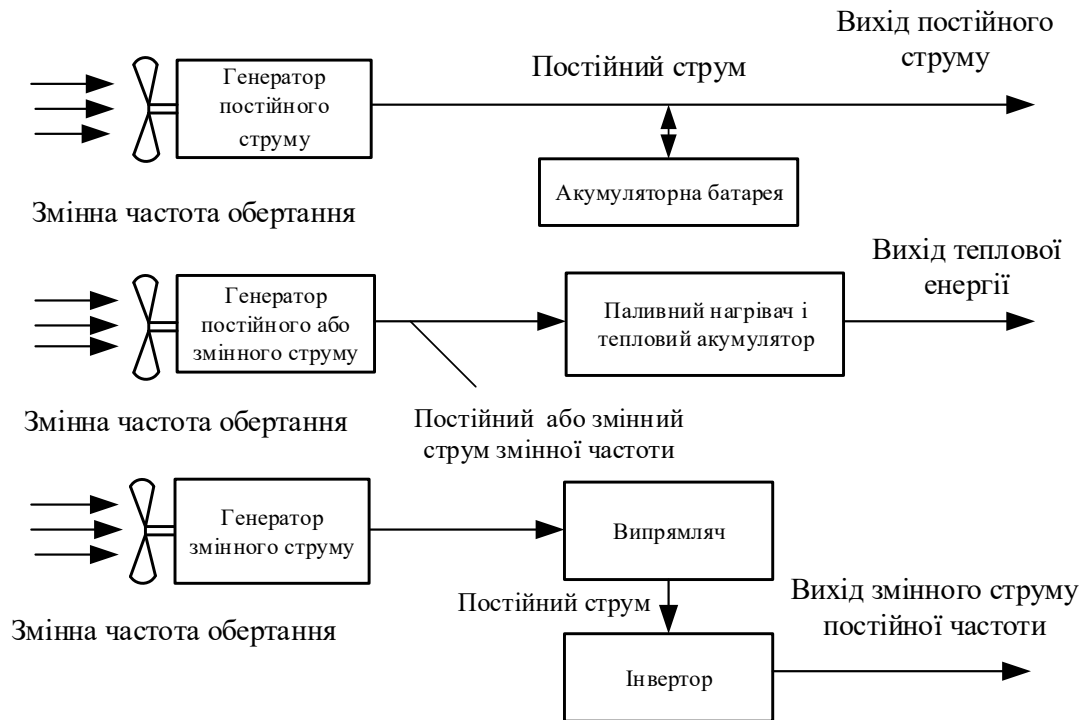 Вихід постійного
струму
Постійний струм
Генератор
постійного
струму
Акумуляторна батарея
Змінна частота обертання
Вихід теплової
енергії
Генератор
постійного або
змінного струму
Паливний нагрівач і
тепловий акумулятор
Змінна частота обертання
Постійний або змінний
струм змінної частоти
Генератор
змінного струму
Випрямляч
Постійний струм
Вихід змінного струму
постійної частоти
Змінна частота обертання
Інвертор